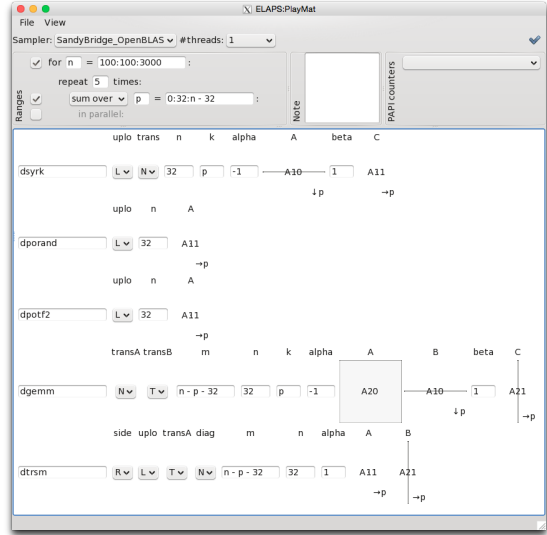 ELAPS:PlayMat
File View
Sampler: SandyBridge_OpenBLAS #threads: 1
for n = 100:100:3000 :
repeat 5 times:
sum over p = 0:32:n - 32 :
in parallel:
Ranges
Note
PAPI counters
uplo trans n k alpha A beta C
dsyrk L N 32 p -1 A10 1 A11
↓p →p
uplo n A
dporand L 32 A11
→p
uplo n A
dpotf2 L 32 A11
→p
transA transB m n k alpha A B beta C
dgemm N T n - p - 32 32 p -1 A20 A10 1 A21
↓p →p
side uplo transA diag m n alpha A B
dtrsm R L T N n - p - 32 32 1 A11 A21
→p →p